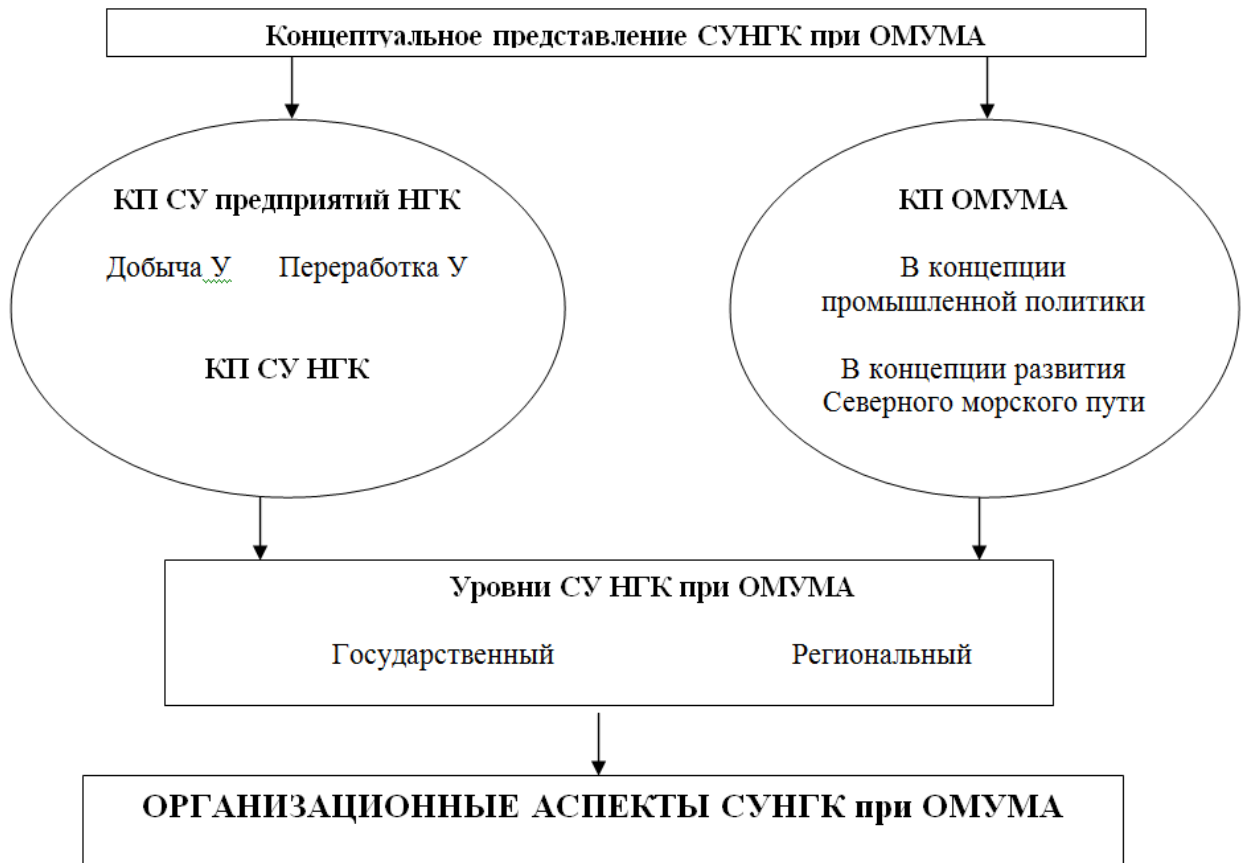 Концептуальное представление СУНГК при ОМУМА
КП СУ предприятий НГК
Добыча У Переработка У
КП СУ НГК
КП ОМУМА
В концепции
промышленной политики
В концепции развития
Северного морского пути
Уровни СУ НГК при ОМУМА
Государственный Региональный
ОРГАНИЗАЦИОННЫЕ АСПЕКТЫ СУНГК при ОМУМА